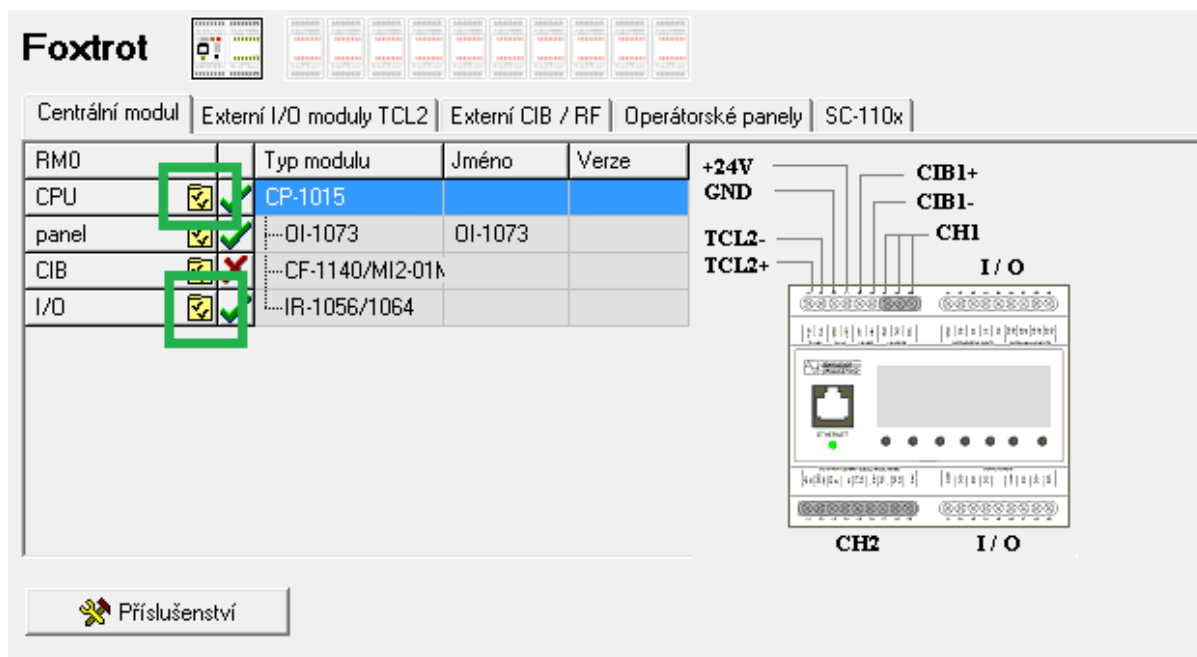 Foxtrot
Centrální modul Externí I/O moduly TCL2 Externí CIB / RF Operátorské panely SC-110x
RM0 Typ modulu Jméno Verze
CPU CP-1015
panel OI-1073 OI-1073
CIB CF-1140/MI2-01M
I/O IR-1056/1064
+24V CIB1+
GND CIB1-
TCL2- CH1
TCL2+ I / O
ETHERNET
CH2 I / O
Příslušenství